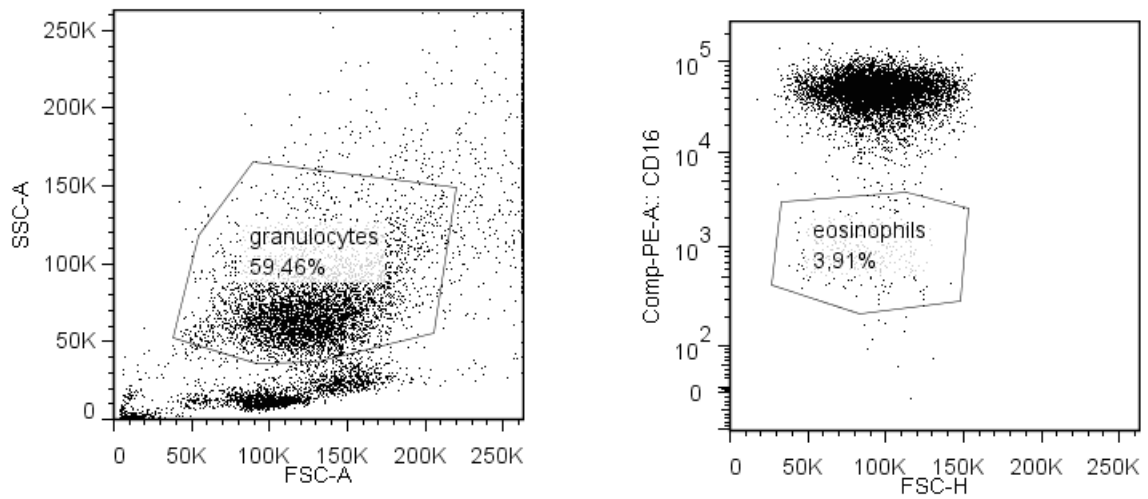 250K
200K
150K
100K
50K
0
SSC-A
granulocytes
59,46%
0 50K 100K 150K 200K 250K
FSC-A
10^5
10^4
10^3
10^2
0
Comp-PE-A:: CD16
eosinophils
3,91%
0 50K 100K 150K 200K 250K
FSC-H